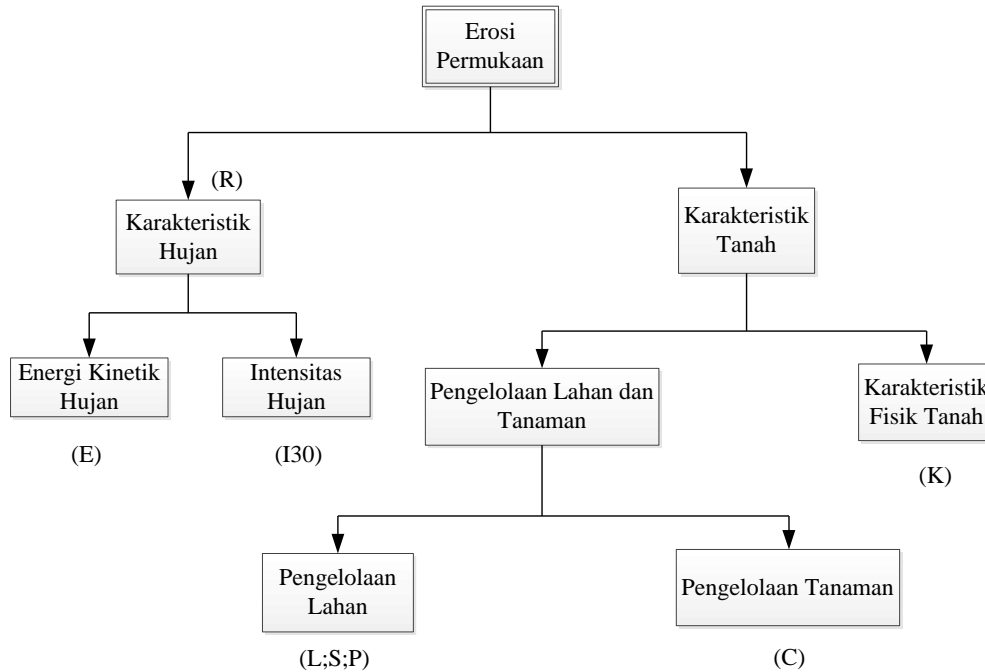 Erosi
Permukaan
(R)
Karakteristik
Hujan
Karakteristik
Tanah
Energi Kinetik
Hujan
(E)
Intensitas
Hujan
(I30)
Pengelolaan Lahan dan
Tanaman
Karakteristik
Fisik Tanah
(K)
Pengelolaan
Lahan
(L;S;P)
Pengelolaan Tanaman
(C)